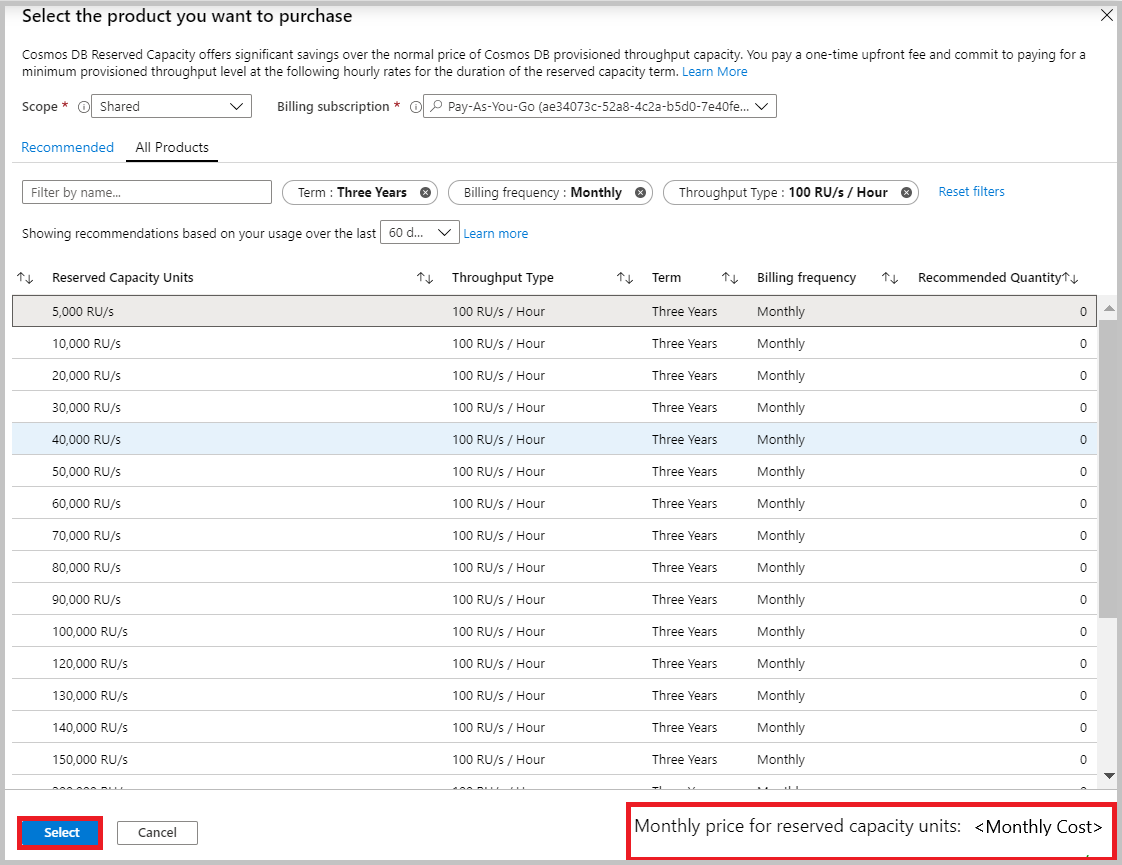 Select the product you want to purchase
Cosmos DB Reserved Capacity offers significant savings over the normal price of Cosmos DB provisioned throughput capacity. You pay a one-time upfront fee and commit to paying for a
minimum provisioned throughput level at the following hourly rates for the duration of the reserved capacity term. Learn More
Scope * Shared Billing subscription * Pay-As-You-Go (ae34073c-52a8-4c2a-b5d0-7e40fe...
Recommended All Products
Filter by name... Term : Three Years Billing frequency : Monthly Throughput Type : 100 RU/s / Hour Reset filters
Showing recommendations based on your usage over the last 60 d... Learn more
Reserved Capacity Units Throughput Type Term Billing frequency Recommended Quantity
5,000 RU/s 100 RU/s / Hour Three Years Monthly 0
10,000 RU/s 100 RU/s / Hour Three Years Monthly 0
20,000 RU/s 100 RU/s / Hour Three Years Monthly 0
30,000 RU/s 100 RU/s / Hour Three Years Monthly 0
40,000 RU/s 100 RU/s / Hour Three Years Monthly 0
50,000 RU/s 100 RU/s / Hour Three Years Monthly 0
60,000 RU/s 100 RU/s / Hour Three Years Monthly 0
70,000 RU/s 100 RU/s / Hour Three Years Monthly 0
80,000 RU/s 100 RU/s / Hour Three Years Monthly 0
90,000 RU/s 100 RU/s / Hour Three Years Monthly 0
100,000 RU/s 100 RU/s / Hour Three Years Monthly 0
120,000 RU/s 100 RU/s / Hour Three Years Monthly 0
130,000 RU/s 100 RU/s / Hour Three Years Monthly 0
140,000 RU/s 100 RU/s / Hour Three Years Monthly 0
150,000 RU/s 100 RU/s / Hour Three Years Monthly 0
Select Cancel Monthly price for reserved capacity units: <Monthly Cost>